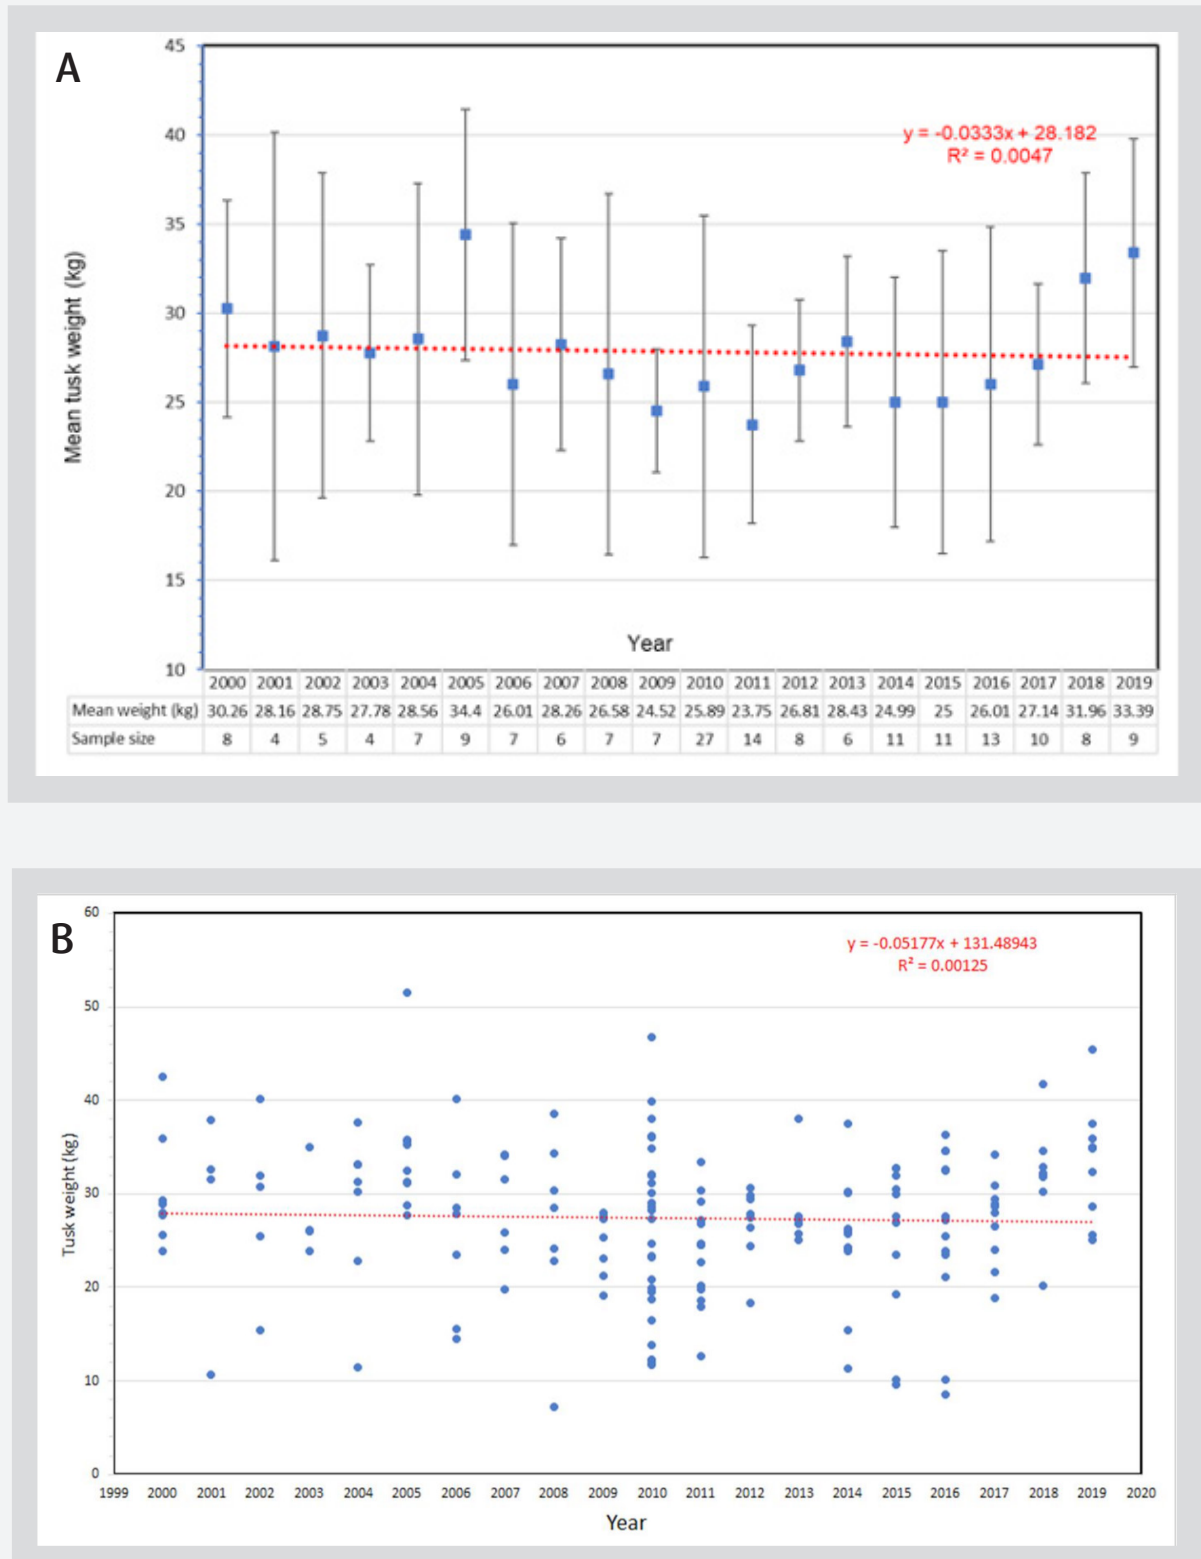 A
45
y = -0.0333x + 28.182
R² = 0.0047
40
35
30
25
20
15
10
Mean tusk weight (kg)
Year
2000 2001 2002 2003 2004 2005 2006 2007 2008 2009 2010 2011 2012 2013 2014 2015 2016 2017 2018 2019
Mean weight (kg) 30.26 28.16 28.75 27.78 28.56 34.4 26.01 28.26 26.58 24.52 25.89 23.75 26.81 28.43 24.99 25 26.01 27.14 31.96 33.39
Sample size 8 4 5 4 7 9 7 6 7 7 27 14 8 6 11 11 13 10 8 9
B
60
y = -0.05177x + 131.48943
R² = 0.00125
50
40
30
20
10
0
Tusk weight (kg)
1999 2000 2001 2002 2003 2004 2005 2006 2007 2008 2009 2010 2011 2012 2013 2014 2015 2016 2017 2018 2019 2020
Year